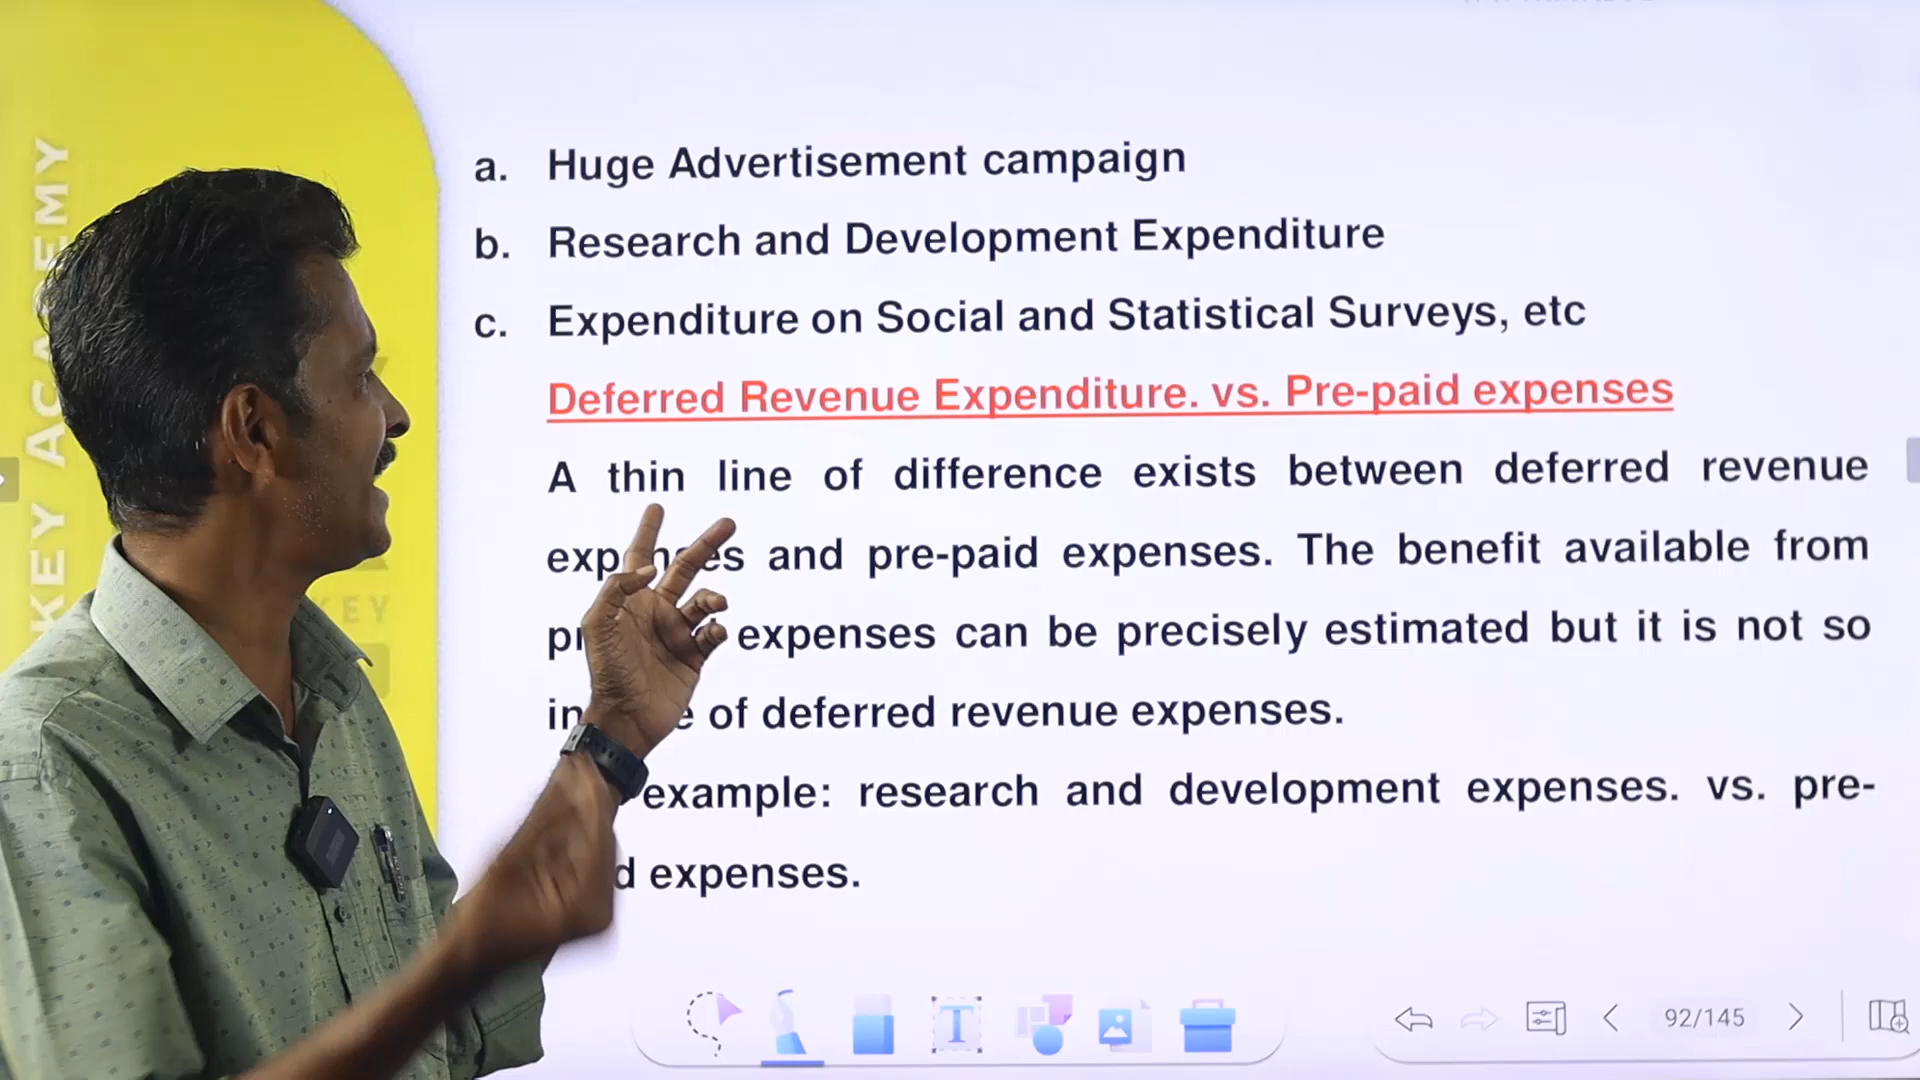 a. Huge Advertisement campaign
b. Research and Development Expenditure
c. Expenditure on Social and Statistical Surveys, etc
Deferred Revenue Expenditure. vs. Pre-paid expenses
A thin line of difference exists between deferred revenue
and pre-paid expenses. The benefit available from
expenses can be precisely estimated but it is not so
of deferred revenue expenses.
example: research and development expenses. vs. pre-
expenses.
KEY ACADEMY
KEY
T
92/145